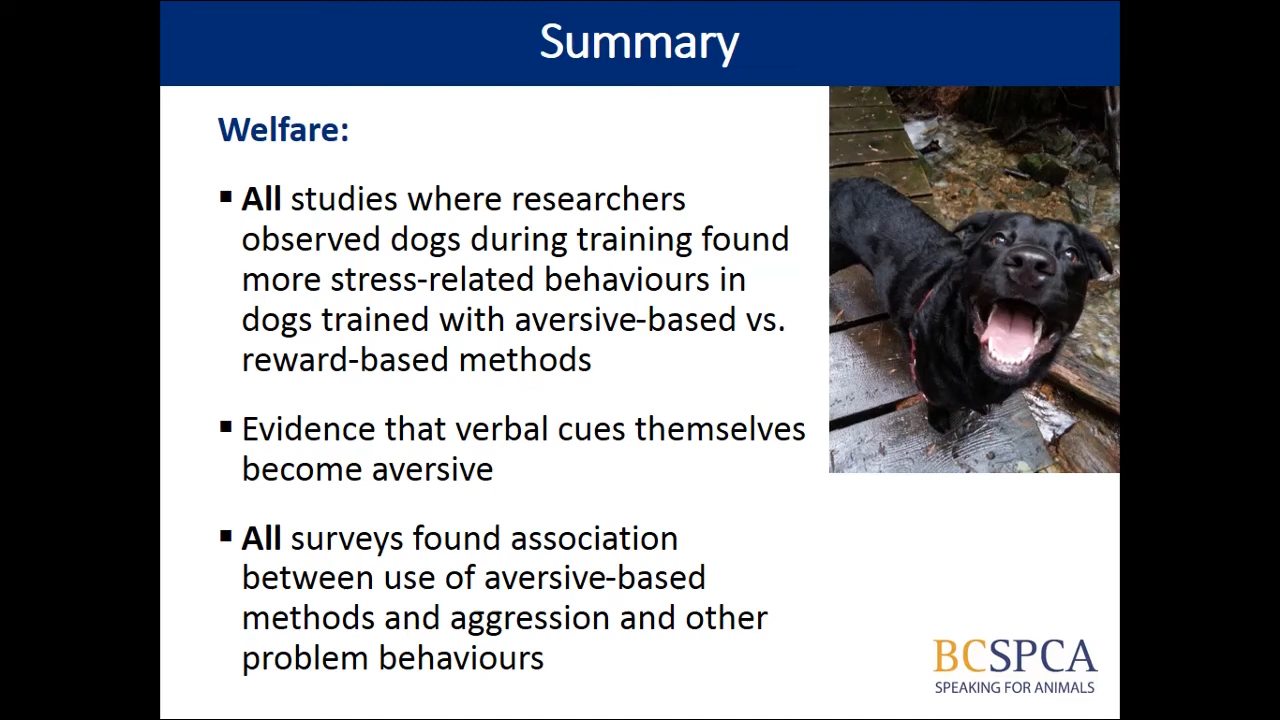 Summary
Welfare:
▪ All studies where researchers
observed dogs during training found
more stress-related behaviours in
dogs trained with aversive-based vs.
reward-based methods
▪ Evidence that verbal cues themselves
become aversive
▪ All surveys found association
between use of aversive-based
methods and aggression and other
problem behaviours
BCSPCA
SPEAKING FOR ANIMALS